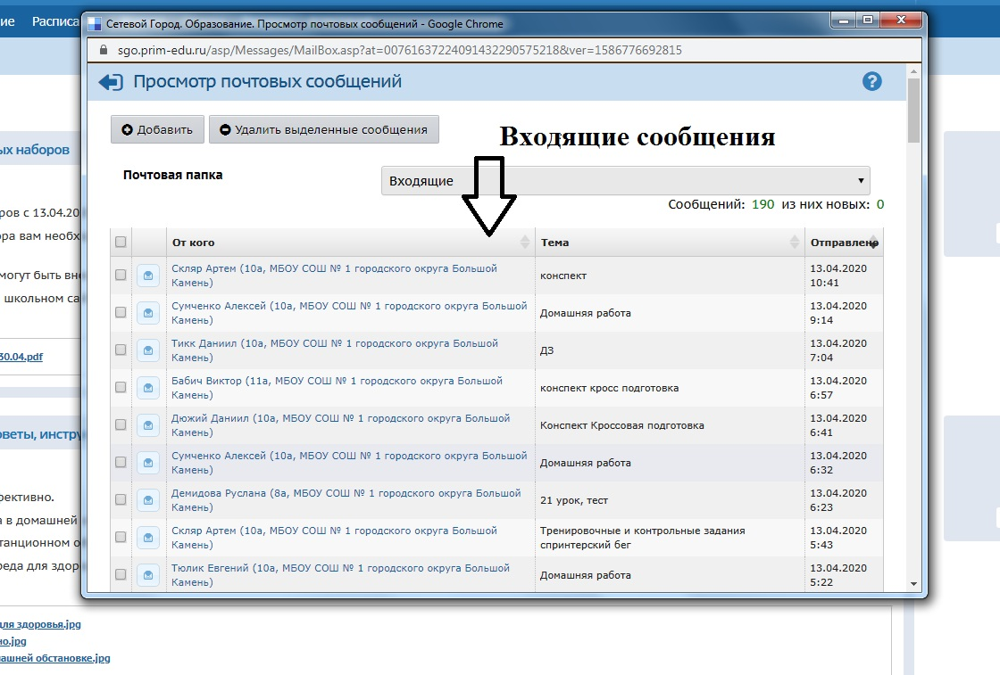 Сетевой Город. Образование. Просмотр почтовых сообщений - Google Chrome
ие Расписа
sgo.prim-edu.ru/asp/Messages/MailBox.asp?at=00761637224091432290575218&ver=1586776692815
Просмотр почтовых сообщений
?
Добавить Удалить выделенные сообщения
Входящие сообщения
ых наборов
Почтовая папка Входящие
Сообщений: 190 из них новых: 0
ров с 13.04.20
ора вам необх
От кого Тема Отправлено
могут быть вне
школьном са
Скляр Артем (10а, МБОУ СОШ № 1 городского округа Большой
Камень)
конспект
13.04.2020
10:41
Сумченко Алексей (10а, МБОУ СОШ № 1 городского округа Большой
Камень)
Домашняя работа
13.04.2020
9:14
Тикк Даниил (10а, МБОУ СОШ № 1 городского округа Большой
Камень)
ДЗ
13.04.2020
7:04
30.04.pdf
Бабич Виктор (11а, МБОУ СОШ № 1 городского округа Большой
Камень)
конспект кросс подготовка
13.04.2020
6:57
Дюжий Даниил (10а, МБОУ СОШ № 1 городского округа Большой
Камень)
Конспект Кроссовая подготовка
13.04.2020
6:41
оветы, инстру
Сумченко Алексей (10а, МБОУ СОШ № 1 городского округа Большой
Камень)
Домашняя работа
13.04.2020
6:32
Демидова Руслана (8а, МБОУ СОШ № 1 городского округа Большой
Камень)
21 урок, тест
13.04.2020
6:23
фективно.
а в домашней
станционном о
реда для здор
Скляр Артем (10а, МБОУ СОШ № 1 городского округа Большой
Камень)
Тренировочные и контрольные задания
спринтерский бег
13.04.2020
5:43
Тюлик Евгений (10а, МБОУ СОШ № 1 городского округа Большой
Камень)
Домашняя работа
13.04.2020
5:22
для здоровья.jpg
но.jpg
ашней обстановке.jpg